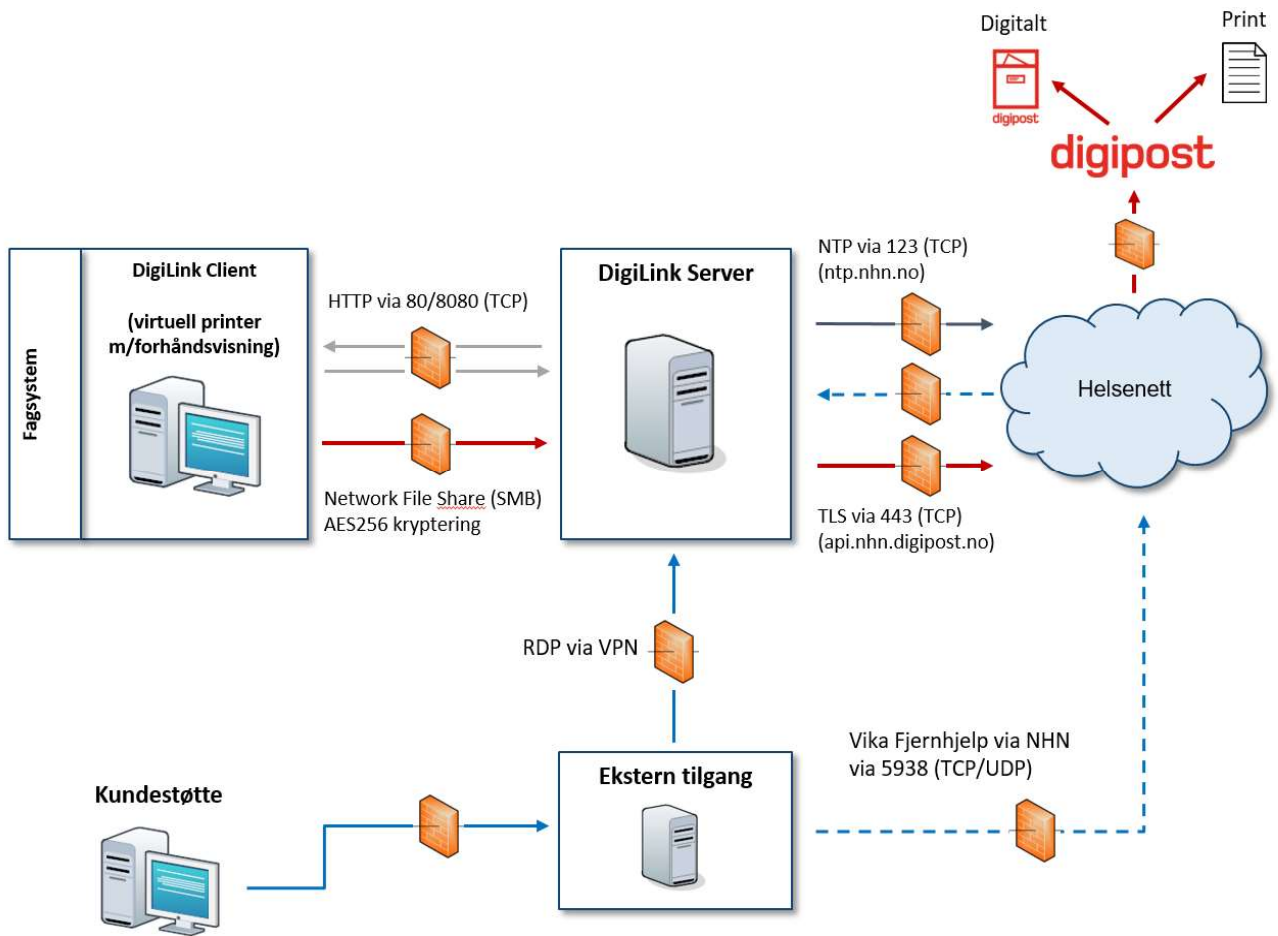 Digitalt
Print
digipost
digipost
DigiLink Client
(virtuell printer
m/forhåndsvisning)
Fagsystem
HTTP via 80/8080 (TCP)
Network File Share (SMB)
AES256 kryptering
DigiLink Server
NTP via 123 (TCP)
(ntp.nhn.no)
Helsenett
TLS via 443 (TCP)
(api.nhn.digipost.no)
RDP via VPN
Ekstern tilgang
Vika Fjernhjelp via NHN
via 5938 (TCP/UDP)
Kundestøtte